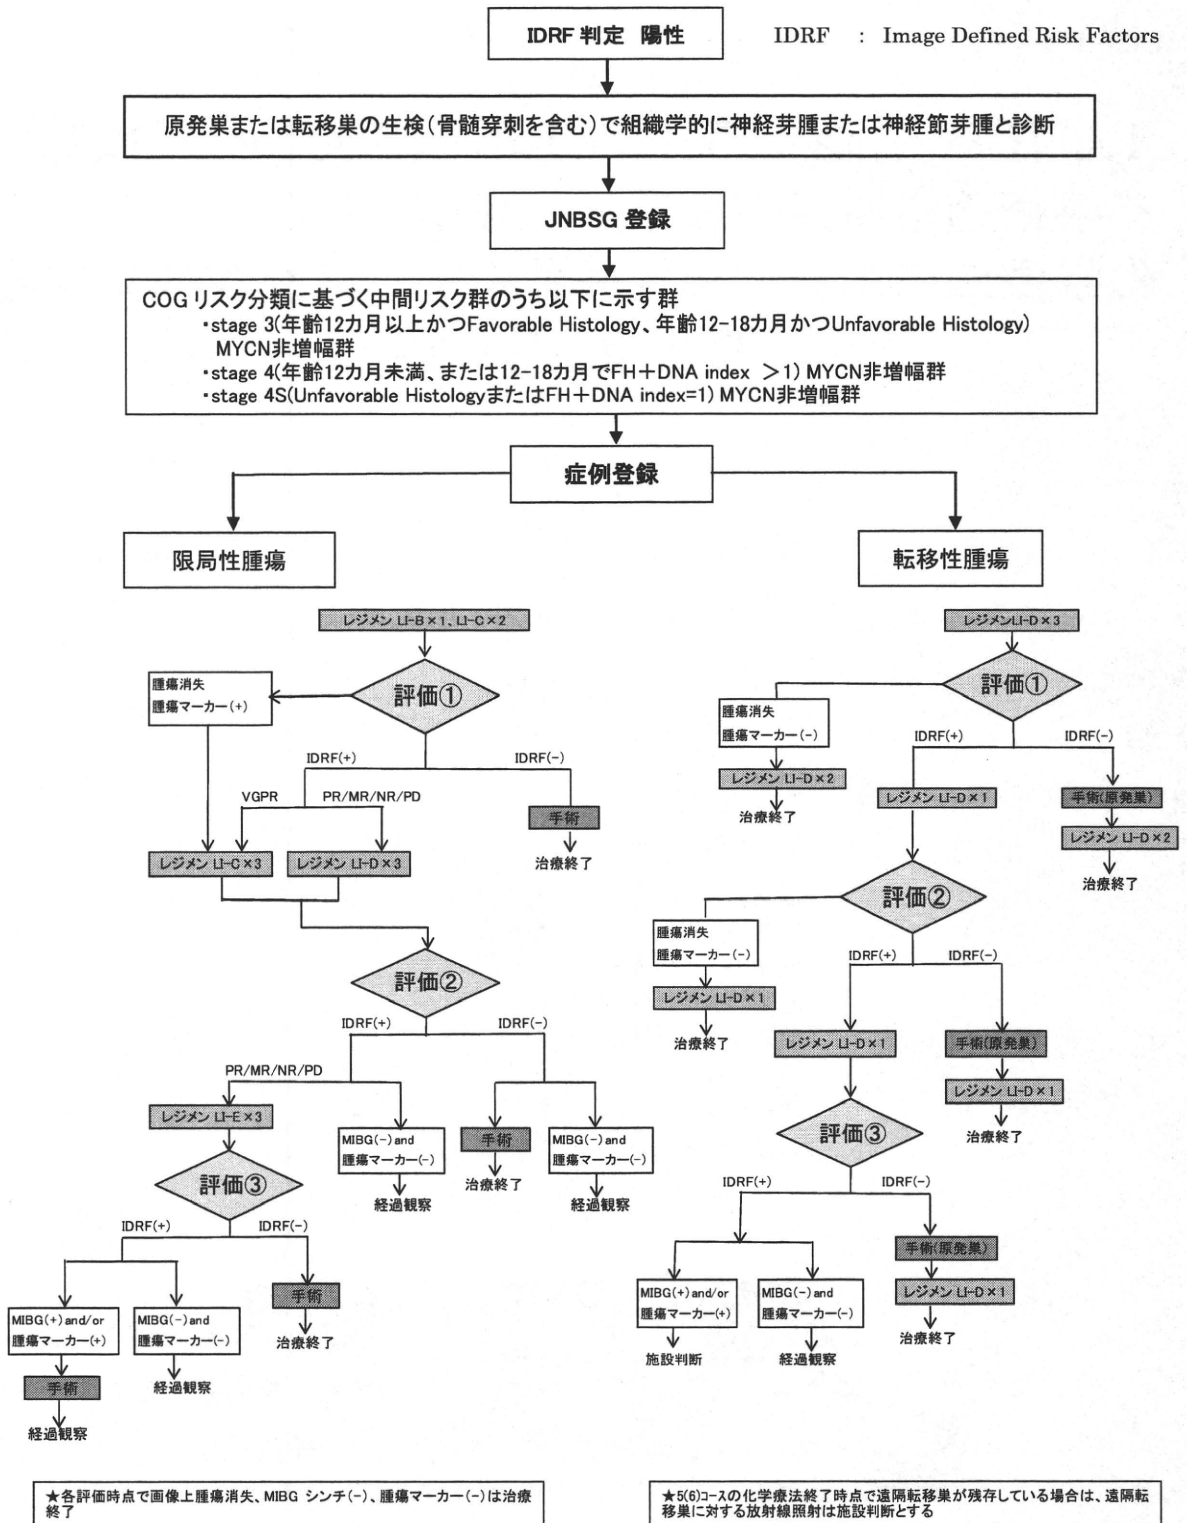 IDRF 判定 陽性
IDRF : Image Defined Risk Factors
原発巣または転移巣の生検(骨髄穿刺を含む)で組織学的に神経芽腫または神経節芽腫と診断
JNBSG 登録
COG リスク分類に基づく中間リスク群のうち以下に示す群
・stage 3(年齢12カ月以上かつFavorable Histology、年齢12-18カ月かつUnfavorable Histology)
MYCN非増幅群
・stage 4(年齢12カ月未満、または12-18カ月でFH+DNA index >1) MYCN非増幅群
・stage 4S(Unfavorable HistologyまたはFH+DNA index=1) MYCN非増幅群
症例登録
限局性腫瘍
レジメン LI-B×1、LI-C×2
評価①
腫瘍消失
腫瘍マーカー(+)
IDRF(+)
IDRF(-)
VGPR
PR/MR/NR/PD
手術
治療終了
レジメン LI-C×3
レジメン LI-D×3
評価②
IDRF(+)
IDRF(-)
PR/MR/NR/PD
レジメン LI-E×3
MIBG(-)and
腫瘍マーカー(-)
経過観察
手術
治療終了
MIBG(-)and
腫瘍マーカー(-)
経過観察
評価③
IDRF(+)
IDRF(-)
手術
治療終了
MIBG(+)and/or
腫瘍マーカー(+)
手術
経過観察
MIBG(-)and
腫瘍マーカー(-)
経過観察
★各評価時点で画像上腫瘍消失、MIBG シンチ(-)、腫瘍マーカー(-)は治療
終了
転移性腫瘍
レジメンLI-D×3
評価①
腫瘍消失
腫瘍マーカー(-)
レジメン LI-D×2
治療終了
IDRF(+)
IDRF(-)
レジメン LI-D×1
手術(原発巣)
レジメン LI-D×2
治療終了
評価②
腫瘍消失
腫瘍マーカー(-)
レジメン LI-D×1
治療終了
IDRF(+)
IDRF(-)
レジメン LI-D×1
手術(原発巣)
レジメン LI-D×1
治療終了
評価③
IDRF(+)
IDRF(-)
MIBG(+)and/or
腫瘍マーカー(+)
施設判断
MIBG(-)and
腫瘍マーカー(-)
経過観察
手術(原発巣)
レジメン LI-D×1
治療終了
★5(6)コースの化学療法終了時点で遠隔転移巣が残存している場合は、遠隔転
移巣に対する放射線照射は施設判断とする